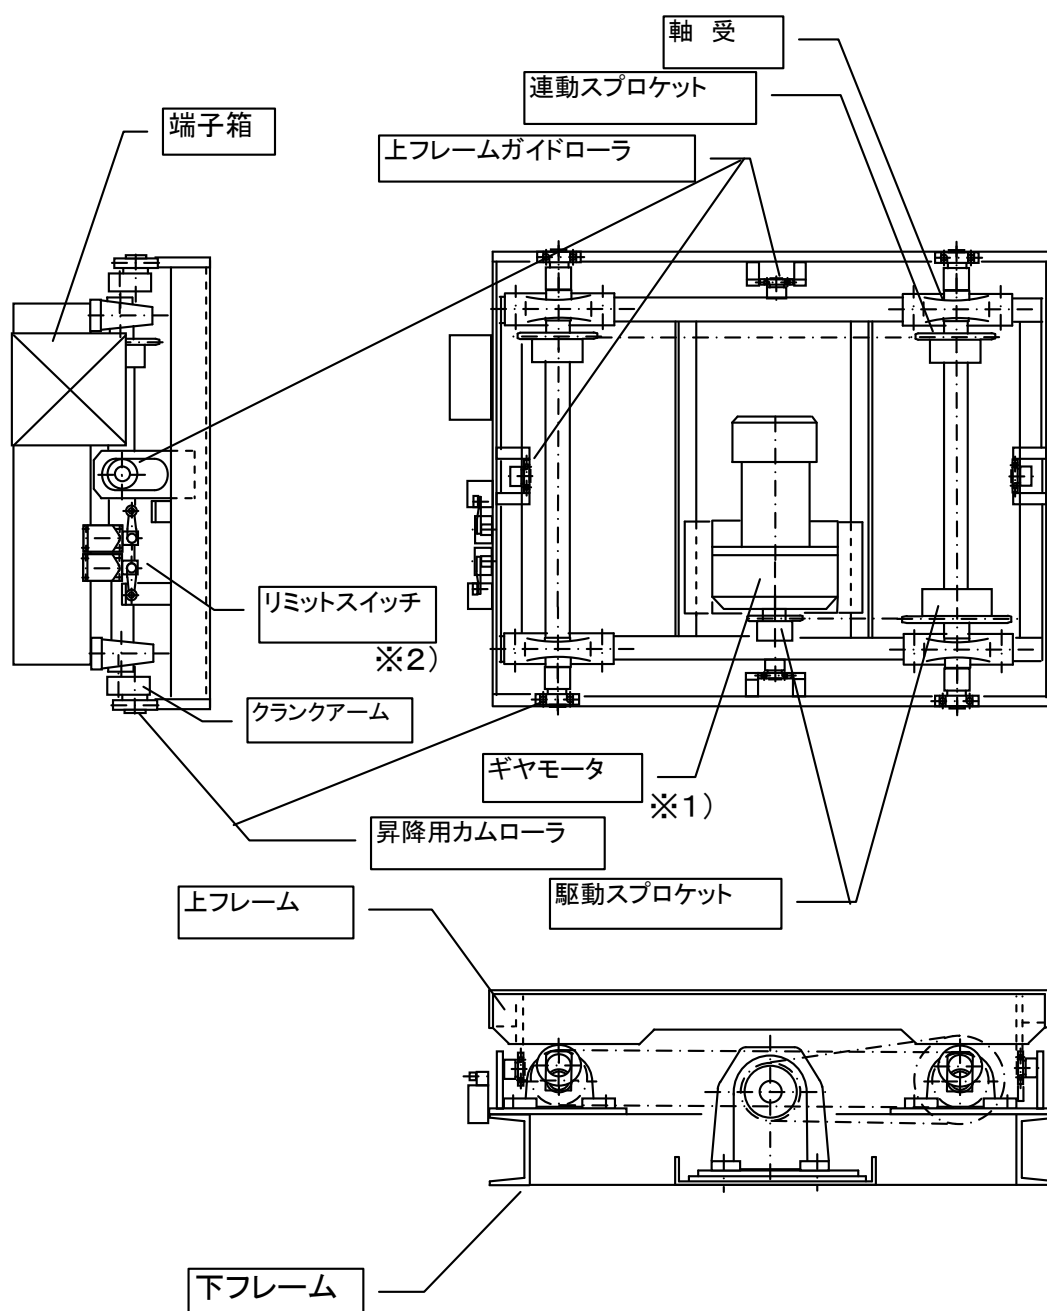 軸 受
連動スプロケット
端子箱
上フレームガイドローラ
リミットスイッチ
※2)
クランクアーム
ギヤモータ
※1)
昇降用カムローラ
駆動スプロケット
上フレーム
下フレーム